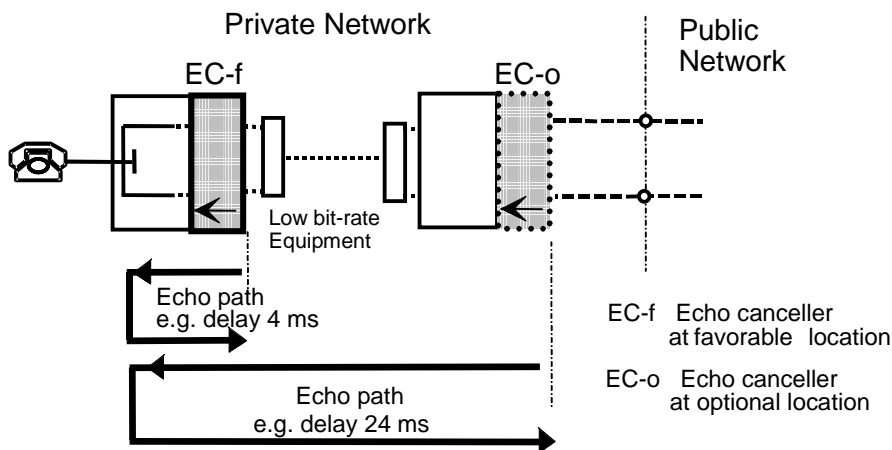 Private Network
Public
Network
EC-f
EC-o
Low bit-rate
Equipment
Echo path
e.g. delay 4 ms
EC-f Echo canceller
at favorable location
Echo path
e.g. delay 24 ms
EC-o Echo canceller
at optional location